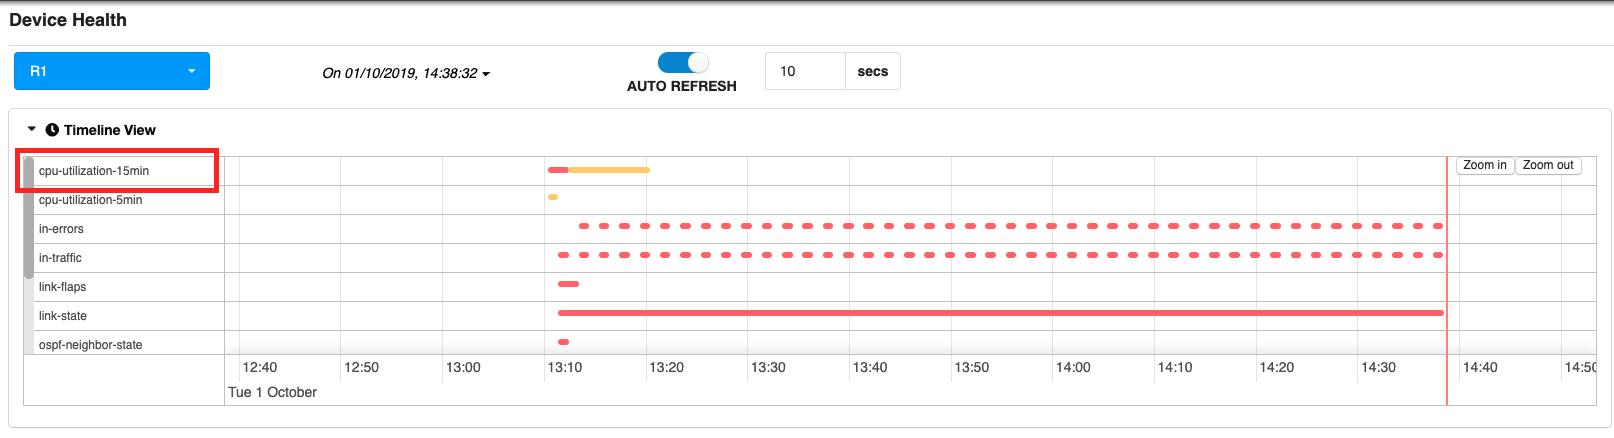 Device Health
R1
On 01/10/2019, 14:38:32
AUTO REFRESH
10 secs
Timeline View
cpu-utilization-15min
Zoom in Zoom out
cpu-utilization-5min
in-errors
in-traffic
link-flaps
link-state
ospf-neighbor-state
12:40 12:50 13:00 13:10 13:20 13:30 13:40 13:50 14:00 14:10 14:20 14:30 14:40 14:50
Tue 1 October